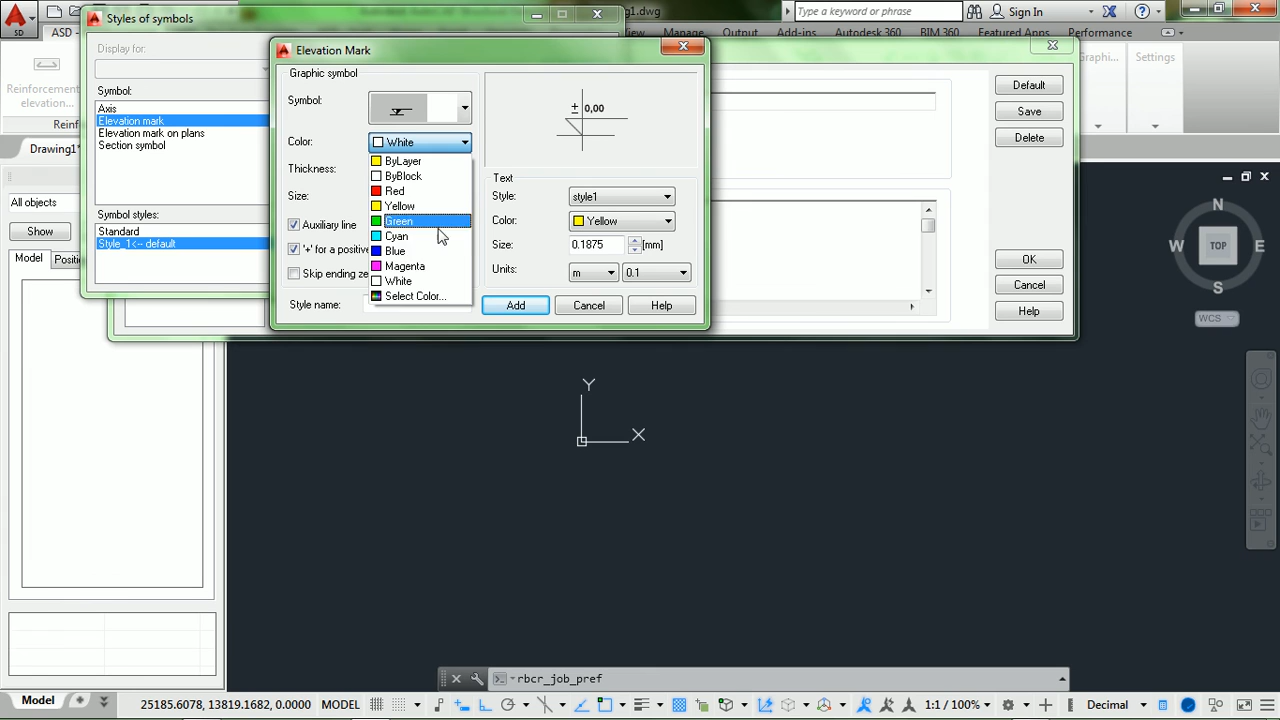 Styles of symbols
ng1.dwg
Type a keyword or phrase
Sign In
SD
ASD -
View
Manage
Output
Add-ins
Autodesk 360
BIM 360
Featured Apps
Performance
Elevation Mark
Display for:
Reinforcement
elevation...
Reinf
Graphi...
Settings
Symbol:
Axis
Elevation mark
Elevation mark on plans
Section symbol
Symbol styles:
Standard
Style_1<-- default
Drawing1*
All objects
Show
Model
Positi
Graphic symbol
Symbol:
Color:
White
Thickness:
Size:
Auxiliary line
'+' for a positive
Skip ending ze
Style name:
ByLayer
ByBlock
Red
Yellow
Green
Cyan
Blue
Magenta
White
Select Color...
± 0,00
Text
Style:
style1
Color:
Yellow
Size:
0.1875
[mm]
Units:
m
0.1
Add
Cancel
Help
Default
Save
Delete
OK
Cancel
Help
N
W
TOP
E
S
WCS
Y
X
rbcr_job_pref
Model
25185.6078, 13819.1682, 0.0000
MODEL
1:1 / 100%
Decimal